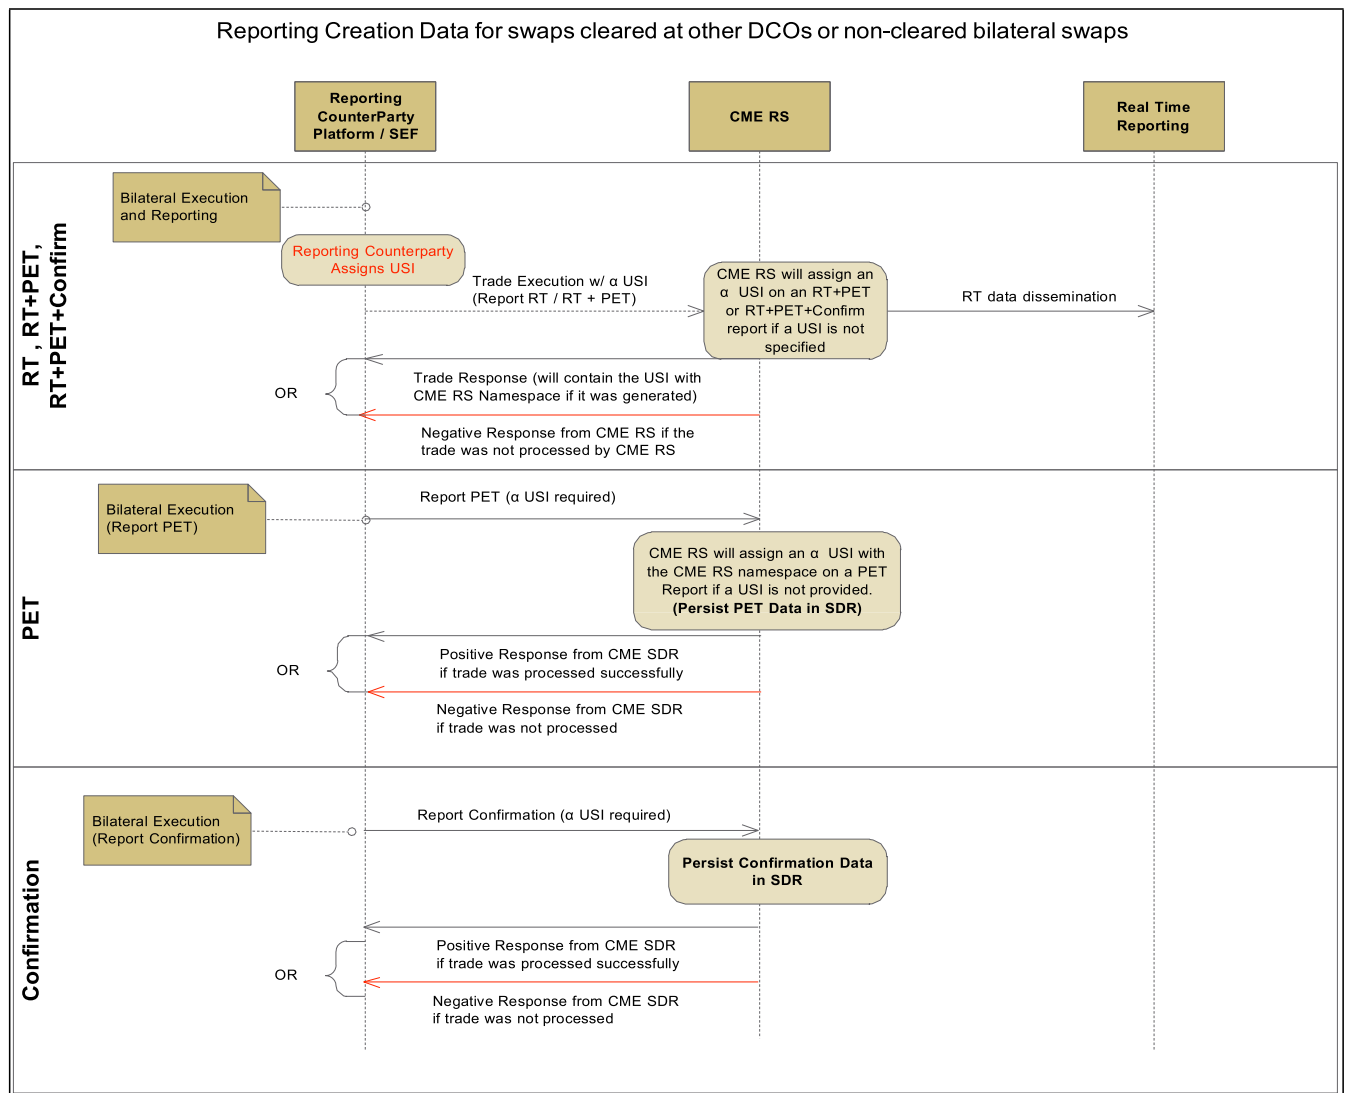 Reporting Creation Data for swaps cleared at other DCOs or non-cleared bilateral swaps
Reporting
CounterParty
Platform / SEF
CME RS
Real Time
Reporting
RT , RT+PET,
RT+PET+Confirm
Bilateral Execution
and Reporting
Reporting Counterparty
Assigns USI
Trade Execution w/ α USI
(Report RT / RT + PET)
CME RS will assign an
α USI on an RT+PET
or RT+PET+Confirm
report if a USI is not
specified
RT data dissemination
OR
Trade Response (will contain the USI with
CME RS Namespace if it was generated)
Negative Response from CME RS if the
trade was not processed by CME RS
PET
Bilateral Execution
(Report PET)
Report PET (α USI required)
CME RS will assign an α USI with
the CME RS namespace on a PET
Report if a USI is not provided.
(Persist PET Data in SDR)
OR
Positive Response from CME SDR
if trade was processed successfully
Negative Response from CME SDR
if trade was not processed
Confirmation
Bilateral Execution
(Report Confirmation)
Report Confirmation (α USI required)
Persist Confirmation Data
in SDR
OR
Positive Response from CME SDR
if trade was processed successfully
Negative Response from CME SDR
if trade was not processed